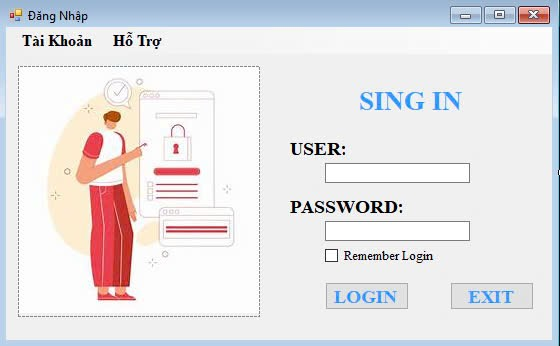 Đăng Nhập
Tài Khoản Hỗ Trợ
SING IN
USER:
PASSWORD:
Remember Login
LOGIN EXIT